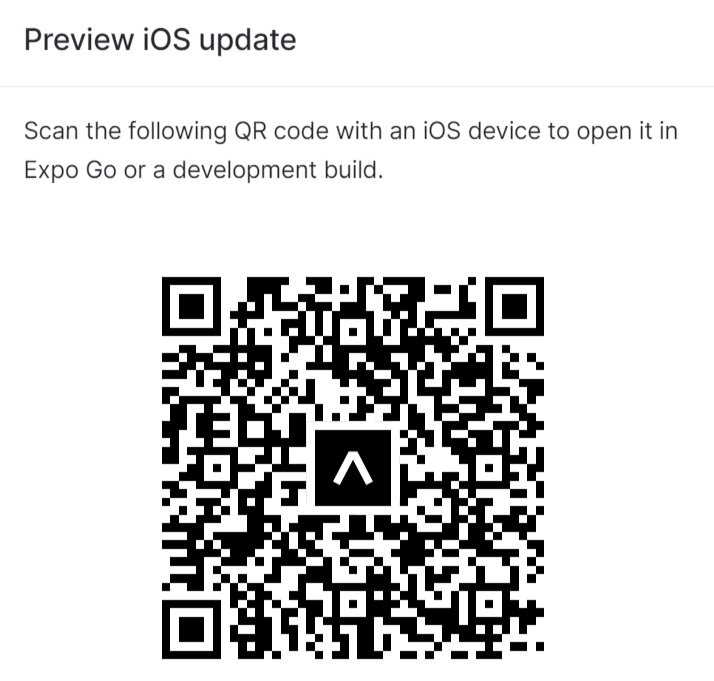 Preview iOS update
Scan the following QR code with an iOS device to open it in
Expo Go or a development build.